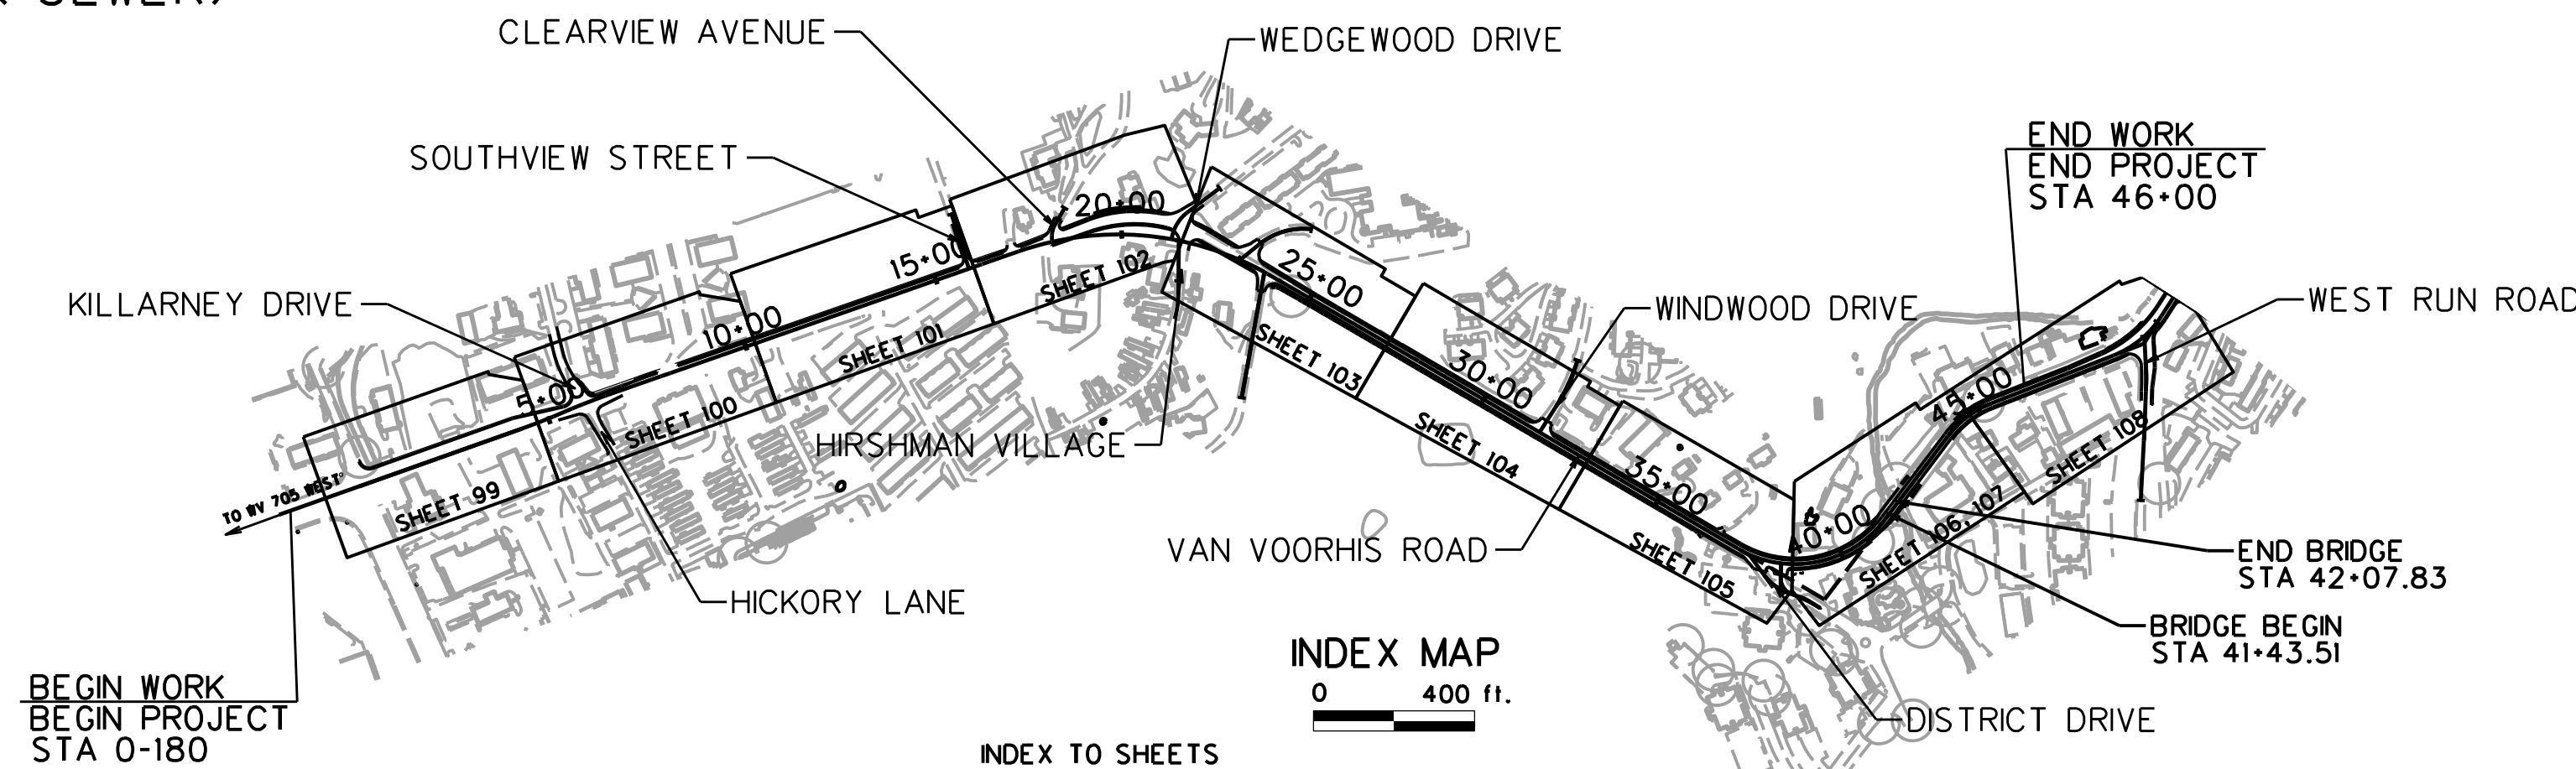 CLEARVIEW AVENUE
WEDGEWOOD DRIVE
SOUTHVIEW STREET
END WORK
END PROJECT
STA 46+00
KILLARNEY DRIVE
20+00
15+00
25+00
SHEET 102
WINDWOOD DRIVE
WEST RUN ROAD
10+00
SHEET 101
SHEET 103
30+00
5+00
SHEET 100
45+00
HIRSHMAN VILLAGE
SHEET 104
SHEET 108
35+00
TO WV 705 WEST
SHEET 99
40+00
SHEET 106, 107
VAN VOORHIS ROAD
SHEET 105
END BRIDGE
STA 42+07.83
HICKORY LANE
BRIDGE BEGIN
STA 41+43.51
BEGIN WORK
BEGIN PROJECT
STA 0-180
INDEX MAP
0 400 ft.
DISTRICT DRIVE
INDEX TO SHEETS